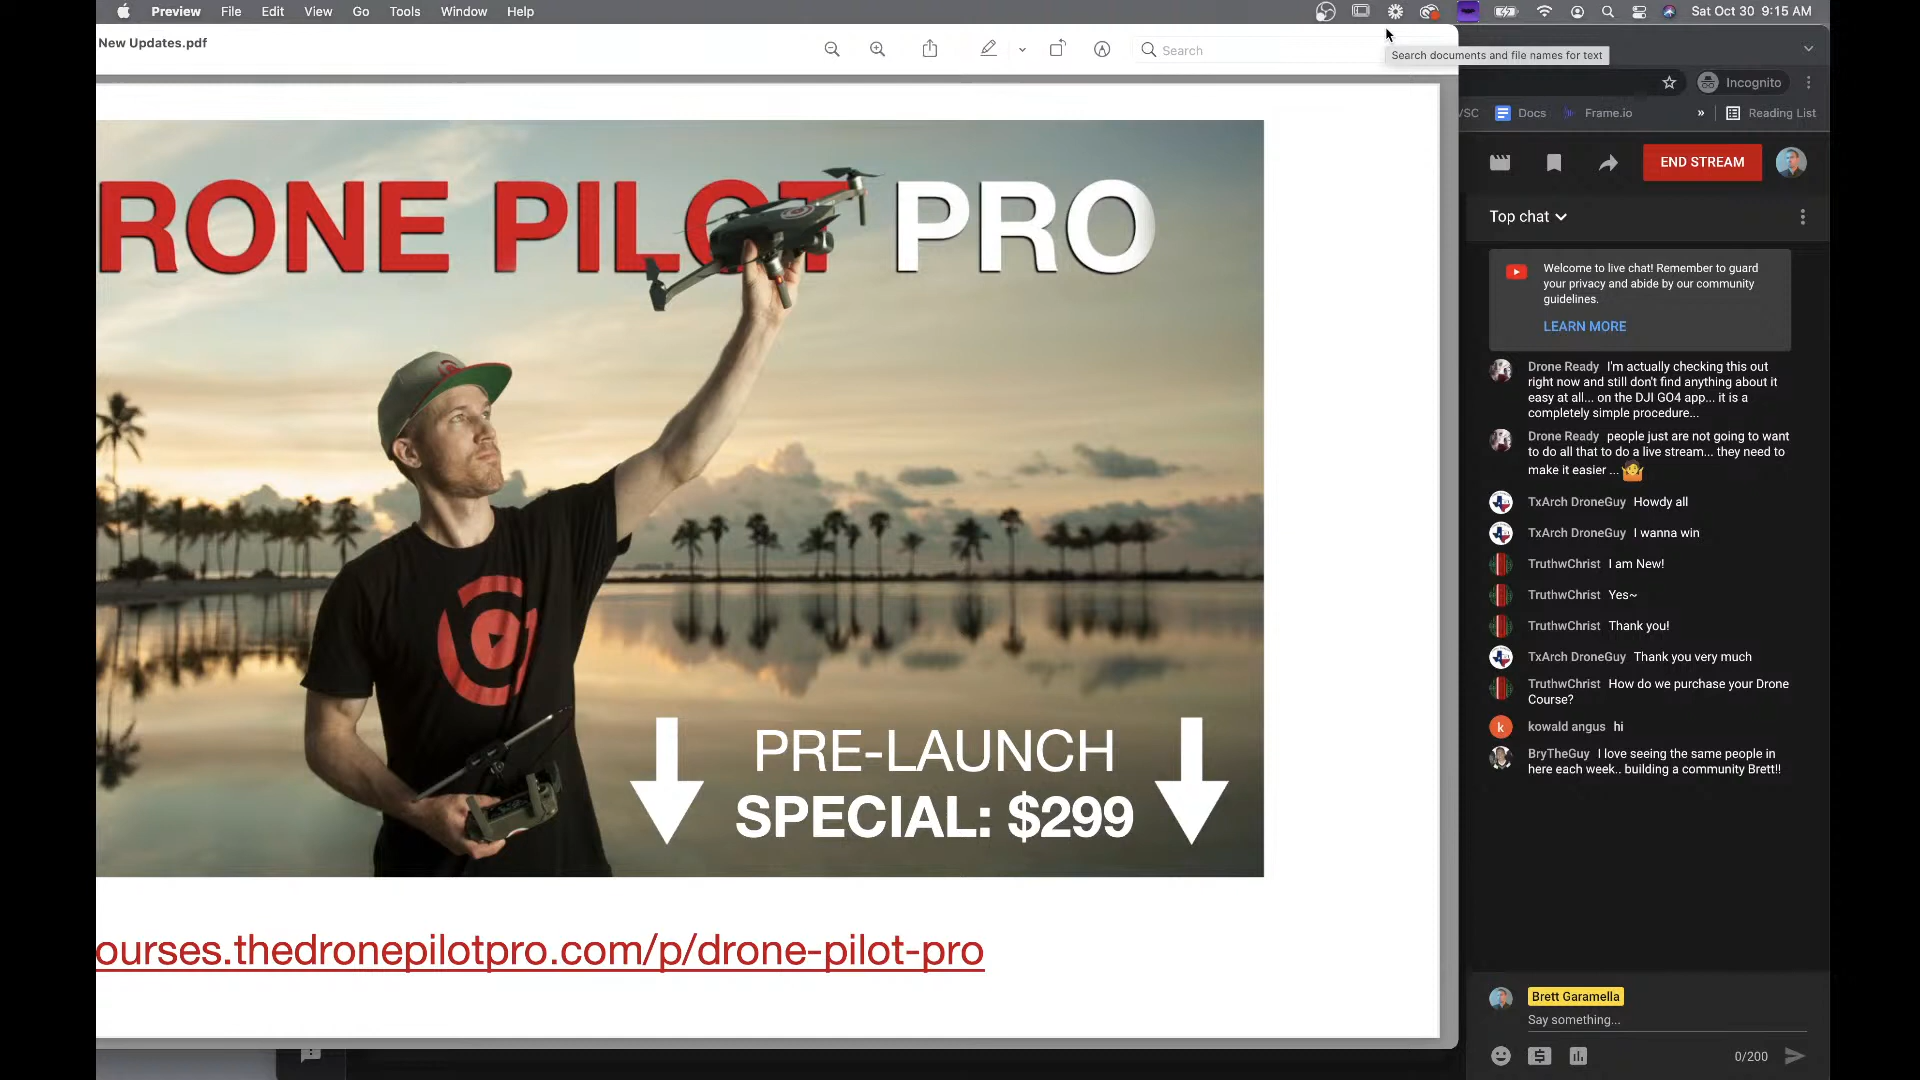 Preview File Edit View Go Tools Window Help
Sat Oct 30 9:15 AM
New Updates.pdf
Search
Search documents and file names for text
Incognito
VSC Docs Frame.io » Reading List
END STREAM
Top chat
RONE PILOT PRO
PRE-LAUNCH
SPECIAL: $299
ourses.thedronepilotpro.com/p/drone-pilot-pro
Welcome to live chat! Remember to guard
your privacy and abide by our community
guidelines.
LEARN MORE
Drone Ready I'm actually checking this out
right now and still don't find anything about it
easy at all... on the DJI GO4 app... it is a
completely simple procedure...
Drone Ready people just are not going to want
to do all that to do a live stream... they need to
make it easier ... 🤷
TxArch DroneGuy Howdy all
TxArch DroneGuy I wanna win
TruthwChrist I am New!
TruthwChrist Yes~
TruthwChrist Thank you!
TxArch DroneGuy Thank you very much
TruthwChrist How do we purchase your Drone
Course?
k
kowald angus hi
BryTheGuy I love seeing the same people in
here each week.. building a community Brett!!
Brett Garamella
Say something...
0/200